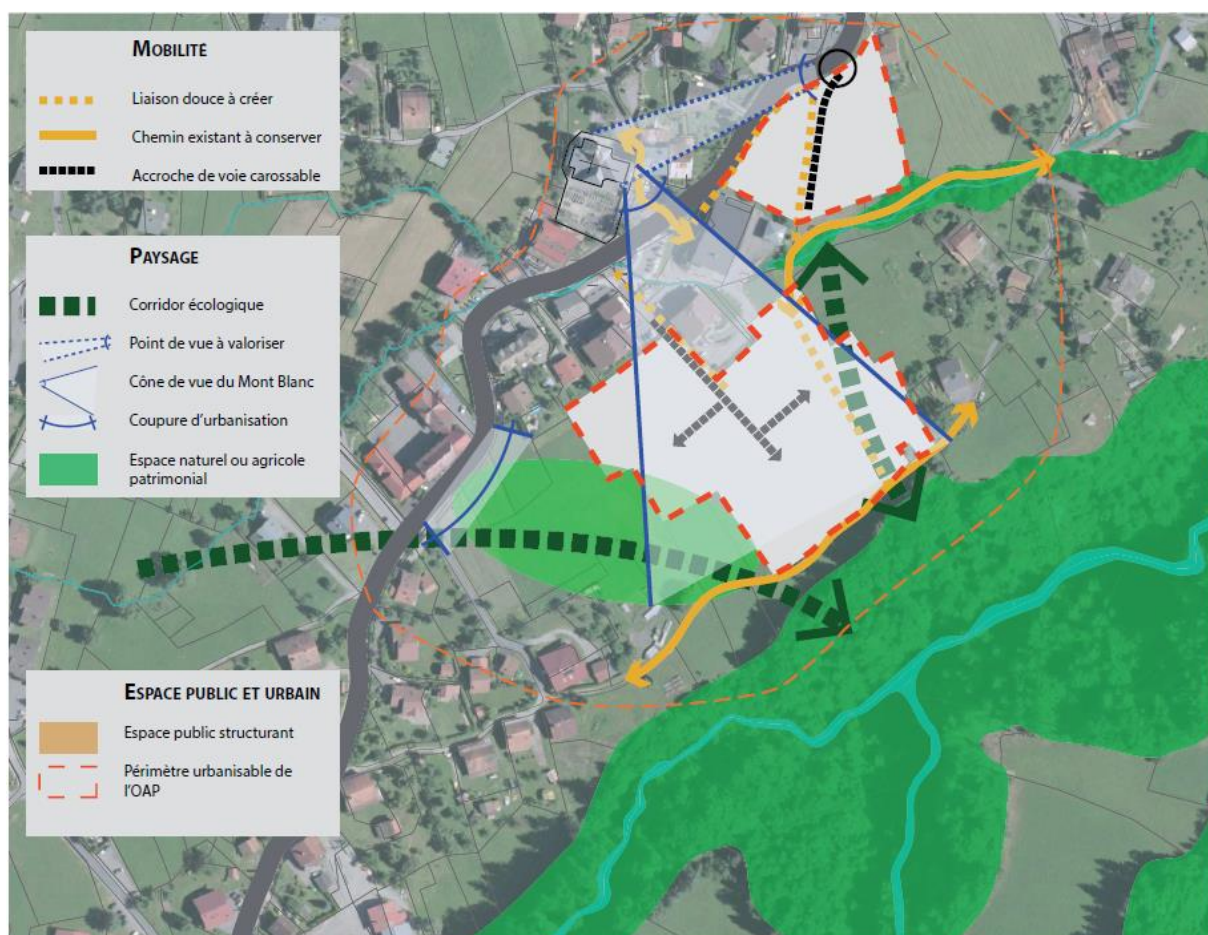 MOBILITÉ
Liaison douce à créer
Chemin existant à conserver
Accroche de voie carossable
PAYSAGE
Corridor écologique
Point de vue à valoriser
Cône de vue du Mont Blanc
Coupure d'urbanisation
Espace naturel ou agricole
patrimonial
ESPACE PUBLIC ET URBAIN
Espace public structurant
Périmètre urbanisable de
l'OAP